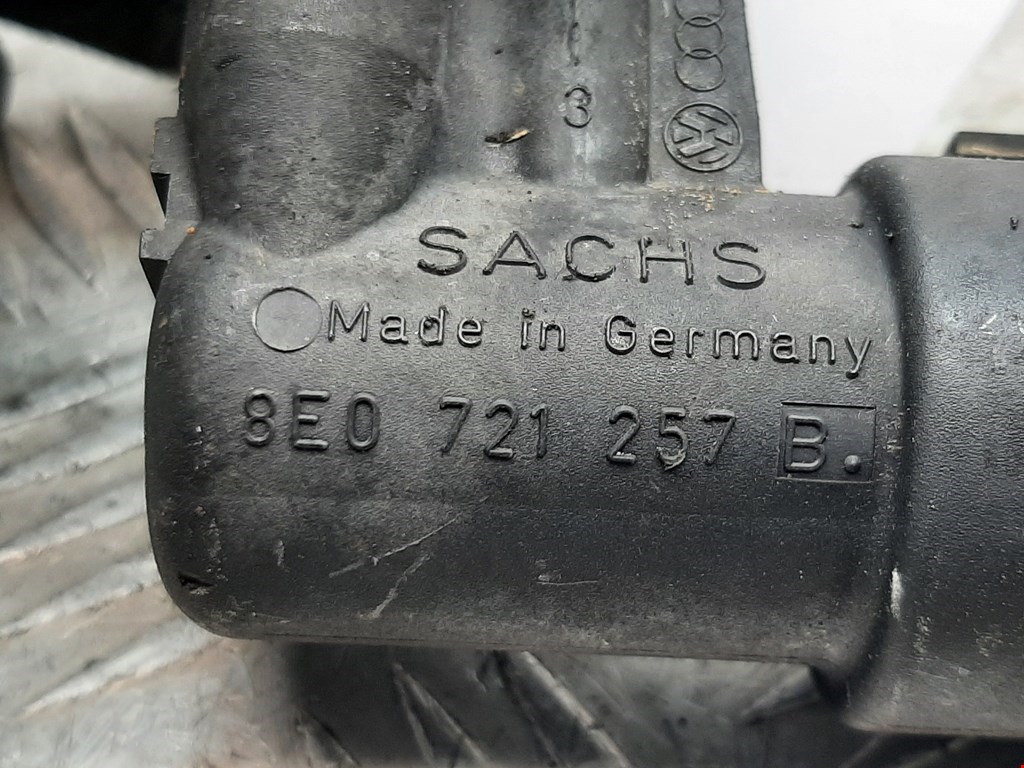 3
SACHS
Made in Germany
8E0 721 257 B.